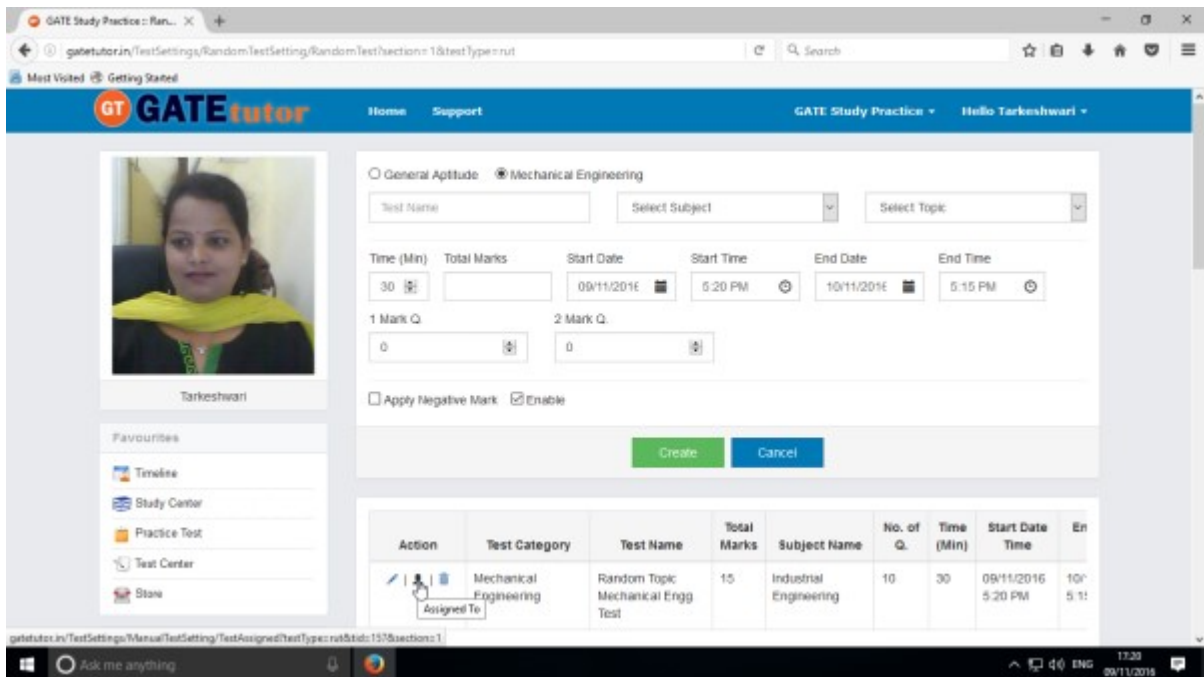 GATE Study Practice :: Ran...
gatetutor.in/TestSettings/RandomTestSetting/RandomTest?section=1&testType=rut
Search
Most Visited Getting Started
GT GATEtutor Home Support GATE Study Practice Hello Tarkeshwari
General Aptitude Mechanical Engineering
Test Name Select Subject Select Topic
Time (Min) Total Marks Start Date Start Time End Date End Time
30 09/11/2016 5:20 PM 10/11/2016 5:15 PM
1 Mark Q. 2 Mark Q.
0 0
Apply Negative Mark Enable
Create Cancel
Tarkeshwari
Favourites
Timeline
Study Center
Practice Test
Test Center
Store
Action Test Category Test Name Total Marks Subject Name No. of Q. Time (Min) Start Date Time En
Mechanical Engineering Random Topic Mechanical Engg Test 15 Industrial Engineering 10 30 09/11/2016 5:20 PM 10/ 5:15
Assigned To
gatetutor.in/TestSettings/ManualTestSetting/TestAssigned?testType=rut&tid=157&section=1
Ask me anything ENG 17:20
09/11/2016